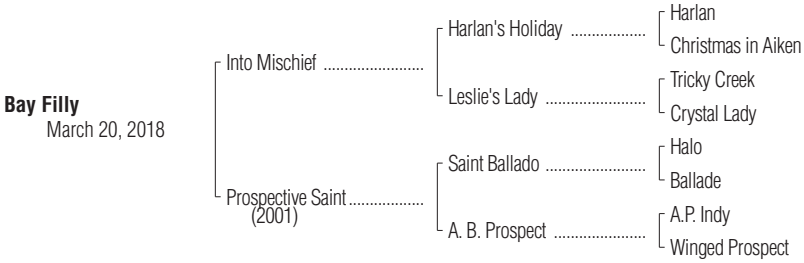 Harlan
Harlan's Holiday ...................
Christmas in Aiken
Into Mischief ........................
Tricky Creek
Leslie's Lady .........................
Crystal Lady
Bay Filly
March 20, 2018
Halo
Saint Ballado .........................
Ballade
Prospective Saint..................
(2001)
A.P. Indy
A. B. Prospect .......................
Winged Prospect